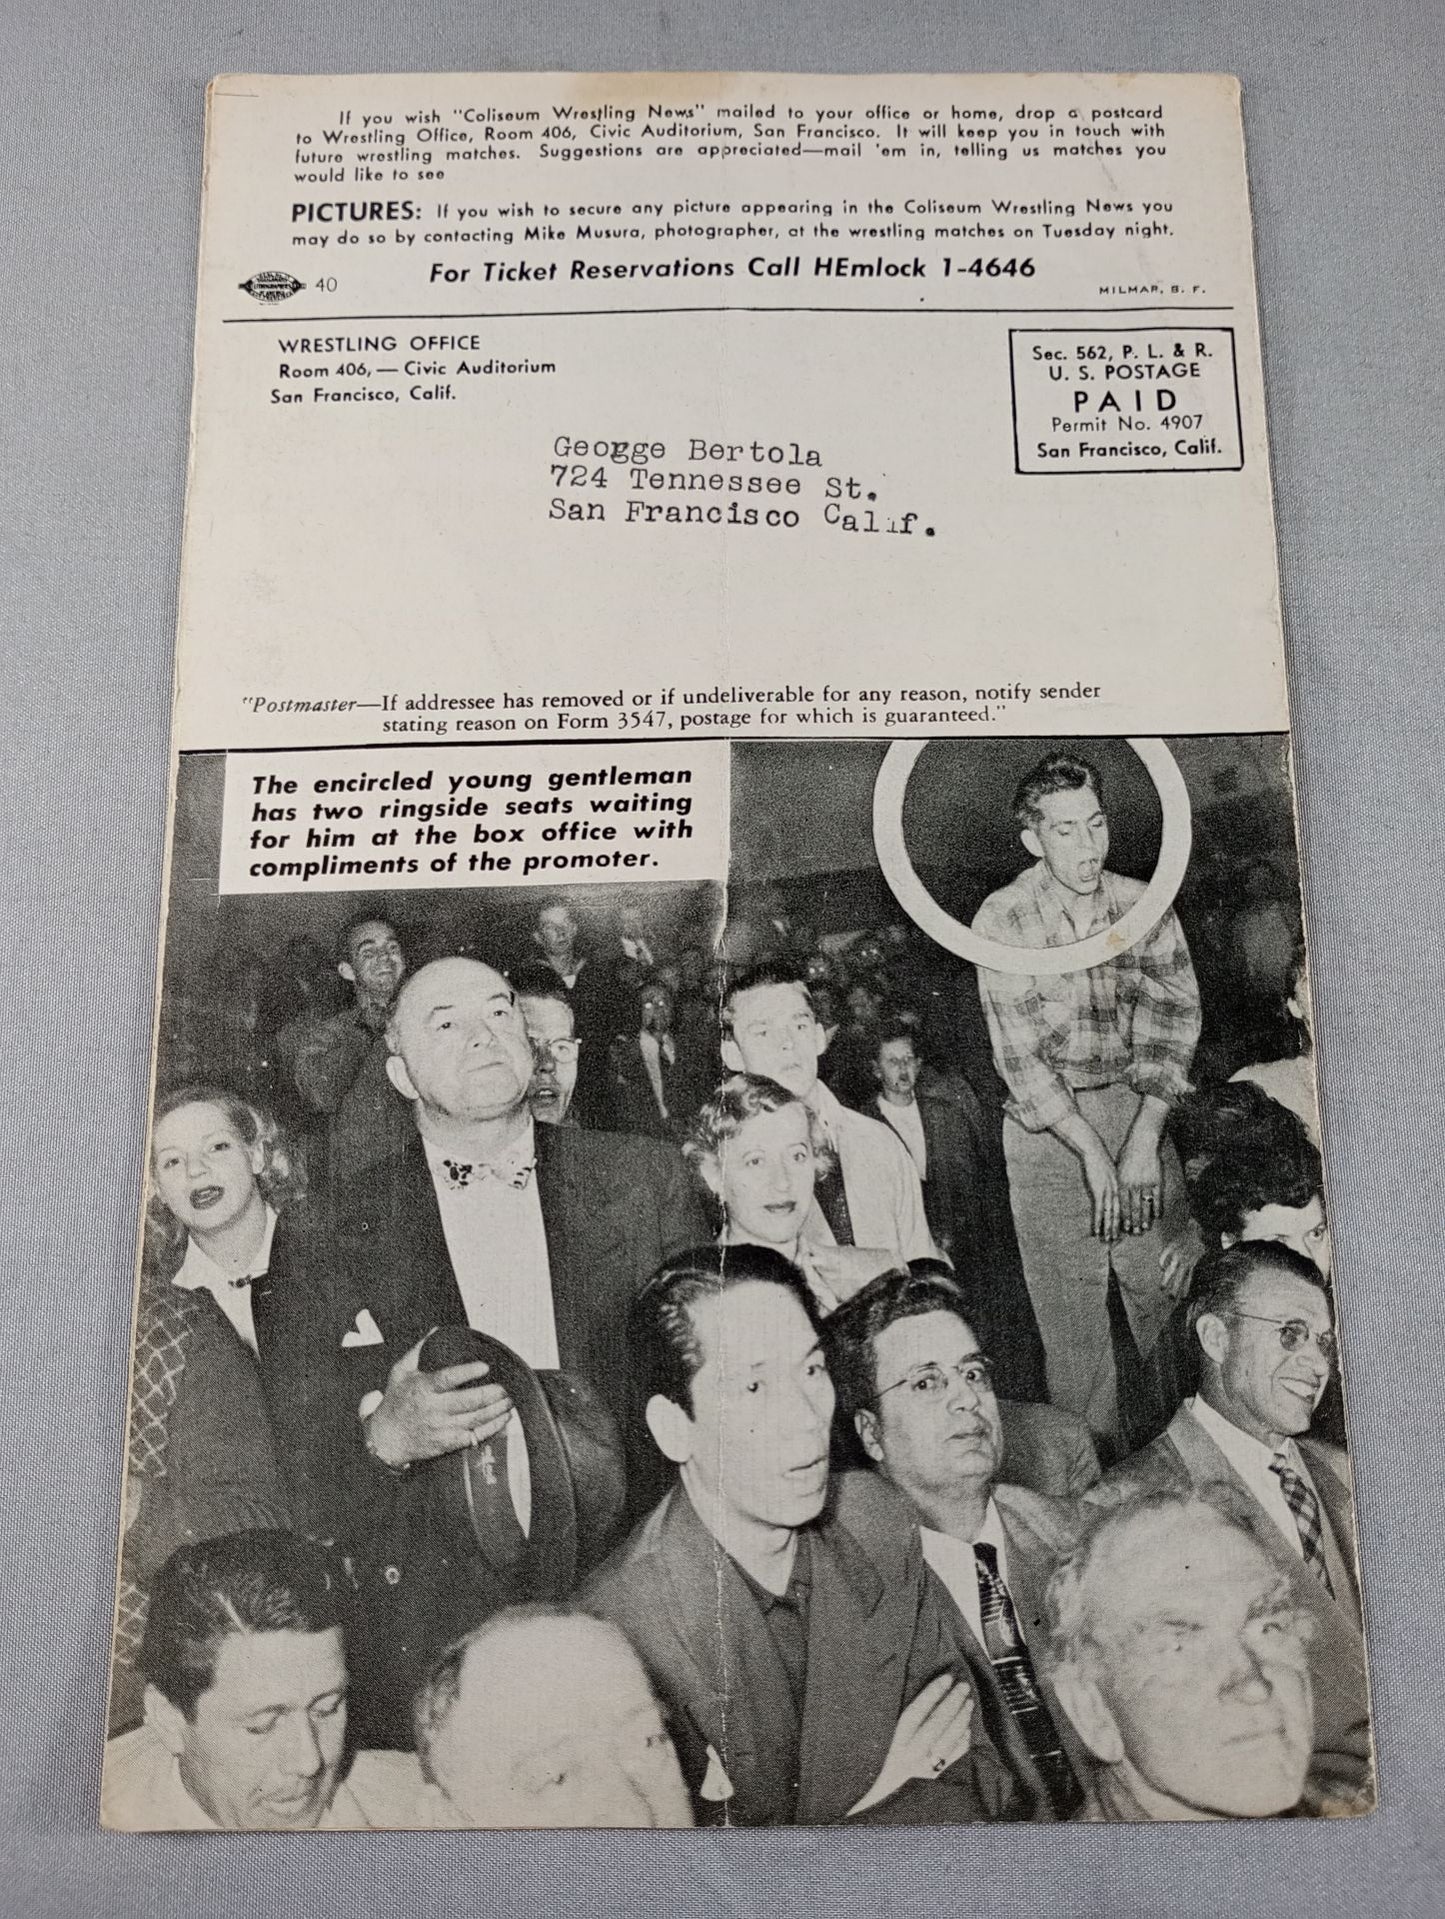 If you wish "Coliseum Wrestling News" mailed to your office or home, drop a postcard
to Wrestling Office, Room 406, Civic Auditorium, San Francisco. It will keep you in touch with
future wrestling matches. Suggestions are appreciated—mail 'em in, telling us matches you
would like to see
PICTURES: If you wish to secure any picture appearing in the Coliseum Wrestling News you
may do so by contacting Mike Musura, photographer, at the wrestling matches on Tuesday night.
For Ticket Reservations Call HEmlock 1-4646
40
MILMAR, S. F.
WRESTLING OFFICE
Room 406, — Civic Auditorium
San Francisco, Calif.
Sec. 562, P. L. & R.
U. S. POSTAGE
PAID
Permit No. 4907
San Francisco, Calif.
Geogge Bertola
724 Tennessee St.
San Francisco Calif.
"Postmaster—If addressee has removed or if undeliverable for any reason, notify sender
stating reason on Form 3547, postage for which is guaranteed."
The encircled young gentleman
has two ringside seats waiting
for him at the box office with
compliments of the promoter.